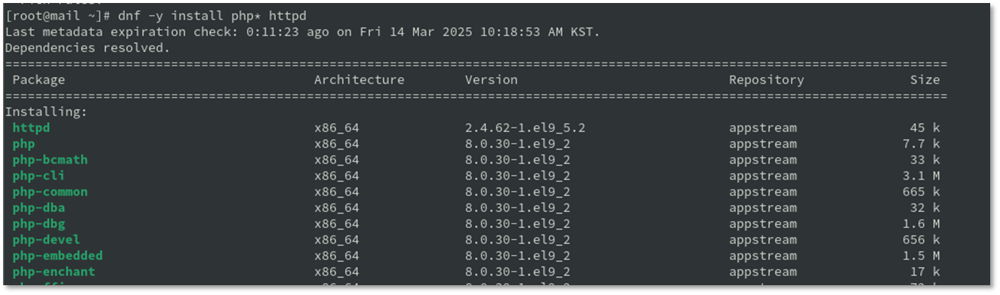 [root@mail ~]# dnf -y install php* httpd
Last metadata expiration check: 0:11:23 ago on Fri 14 Mar 2025 10:18:53 AM KST.
Dependencies resolved.
================================================================================
Package Architecture Version Repository Size
================================================================================
Installing:
httpd x86_64 2.4.62-1.el9_5.2 appstream 45 k
php x86_64 8.0.30-1.el9_2 appstream 7.7 k
php-bcmath x86_64 8.0.30-1.el9_2 appstream 33 k
php-cli x86_64 8.0.30-1.el9_2 appstream 3.1 M
php-common x86_64 8.0.30-1.el9_2 appstream 665 k
php-dba x86_64 8.0.30-1.el9_2 appstream 32 k
php-dbg x86_64 8.0.30-1.el9_2 appstream 1.6 M
php-devel x86_64 8.0.30-1.el9_2 appstream 656 k
php-embedded x86_64 8.0.30-1.el9_2 appstream 1.5 M
php-enchant x86_64 8.0.30-1.el9_2 appstream 17 k